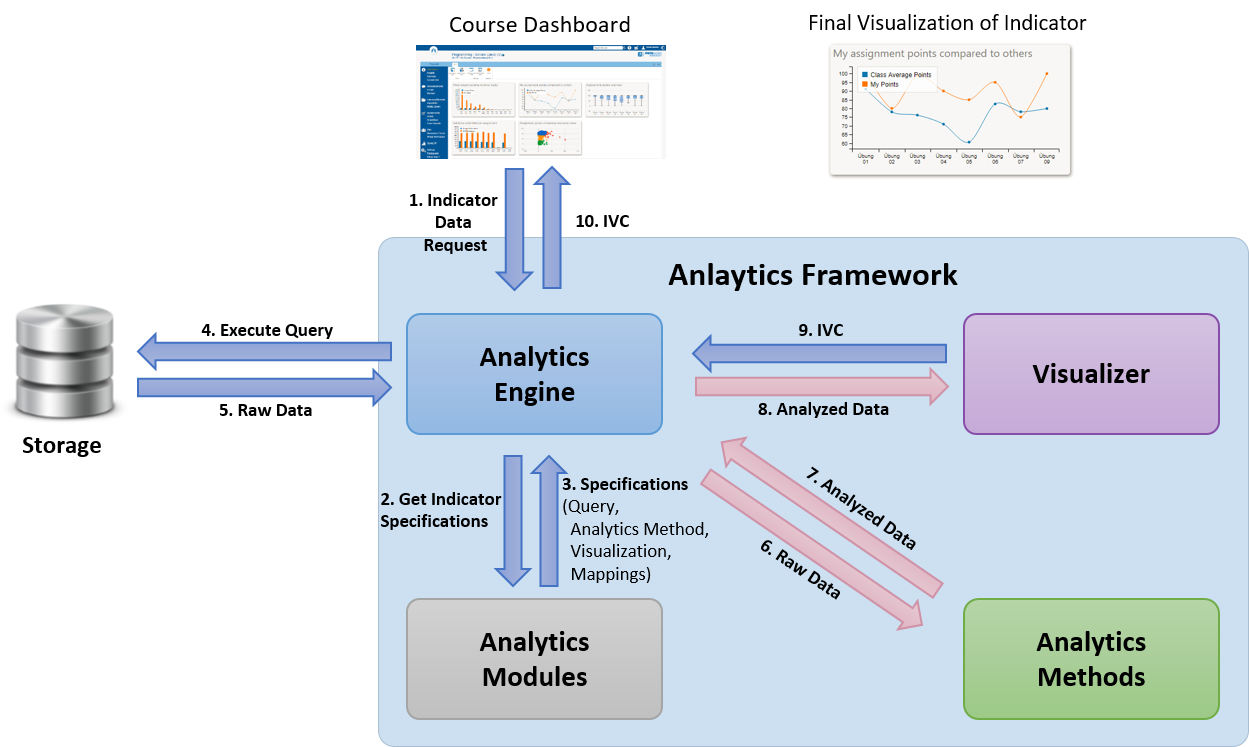 Course Dashboard
Final Visualization of Indicator
My assignment points compared to others
Class Average Points
My Points
100
95
90
85
80
75
70
65
60
Übung 01
Übung 02
Übung 03
Übung 04
Übung 05
Übung 06
Übung 07
Übung 09
1. Indicator
Data
Request
10. IVC
Anlaytics Framework
4. Execute Query
5. Raw Data
Storage
Analytics
Engine
9. IVC
8. Analyzed Data
Visualizer
2. Get Indicator
Specifications
3. Specifications
(Query,
Analytics Method,
Visualization,
Mappings)
7. Analyzed Data
6. Raw Data
Analytics
Modules
Analytics
Methods